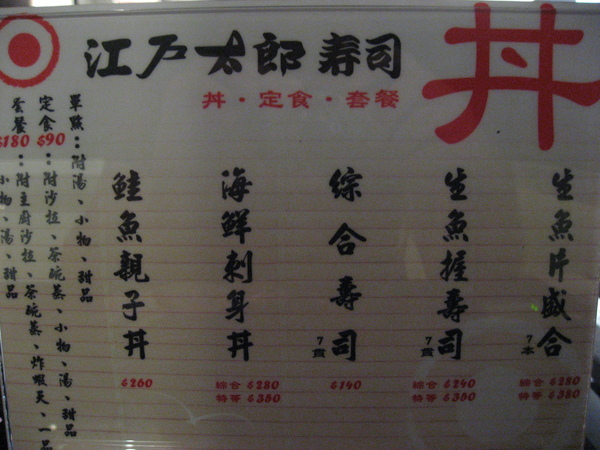 江戶太郎壽司
丼
丼・定食・套餐
生魚片盛合 7本
綜合 $280
特等 $380
生魚握壽司 7貫
綜合 $240
特等 $350
綜合壽司 7貫
$140
海鮮刺身丼
綜合 $280
特等 $350
鮭魚親子丼
$260
單點：附湯、小物、甜品
定食：附沙拉、茶碗蒸、小物、湯、甜品
$90
套餐：附主廚沙拉、茶碗蒸、炸蝦天、一品
$180
小物、湯、甜品